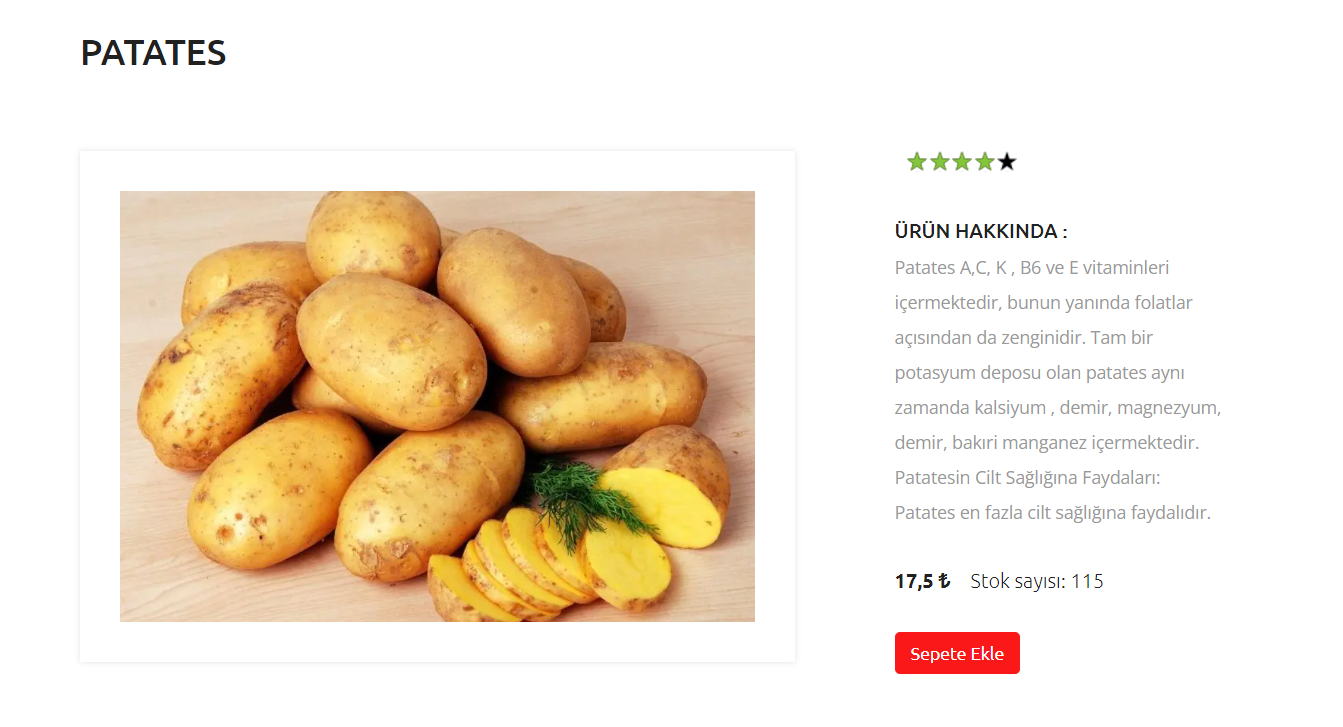 PATATES
ÜRÜN HAKKINDA :
Patates A,C, K , B6 ve E vitaminleri
içermektedir, bunun yanında folatlar
açısından da zenginidir. Tam bir
potasyum deposu olan patates aynı
zamanda kalsiyum , demir, magnezyum,
demir, bakıri manganez içermektedir.
Patatesin Cilt Sağlığına Faydaları:
Patates en fazla cilt sağlığına faydalıdır.
17,5 ₺ Stok sayısı: 115
Sepete Ekle